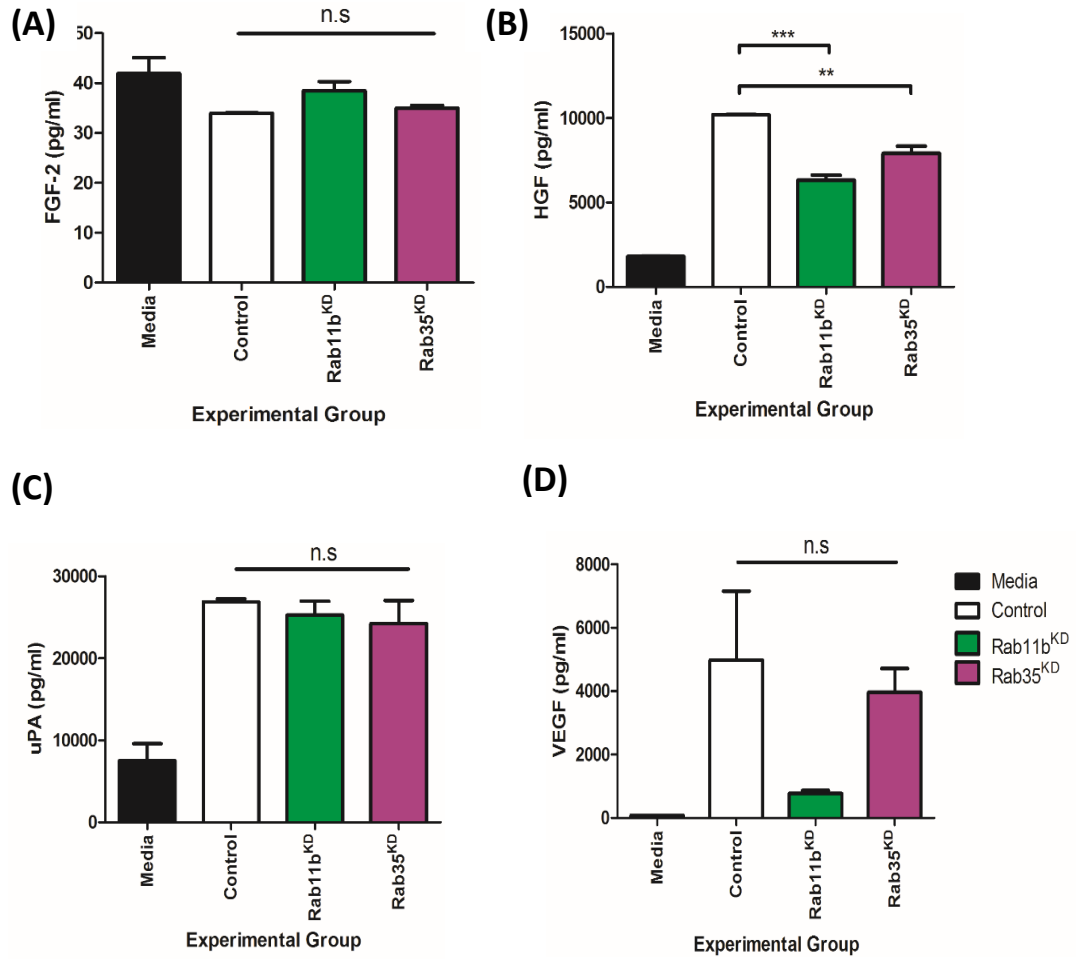 (A)
n.s
50
40
30
20
10
0
FGF-2 (pg/ml)
Media
Control
Rab11bKD
Rab35KD
Experimental Group
(B)
***
**
15000
10000
5000
0
HGF (pg/ml)
Media
Control
Rab11bKD
Rab35KD
Experimental Group
(C)
n.s
30000
20000
10000
0
uPA (pg/ml)
Media
Control
Rab11bKD
Rab35KD
Experimental Group
(D)
n.s
8000
6000
4000
2000
0
VEGF (pg/ml)
Media
Control
Rab11bKD
Rab35KD
Experimental Group
Media
Control
Rab11bKD
Rab35KD